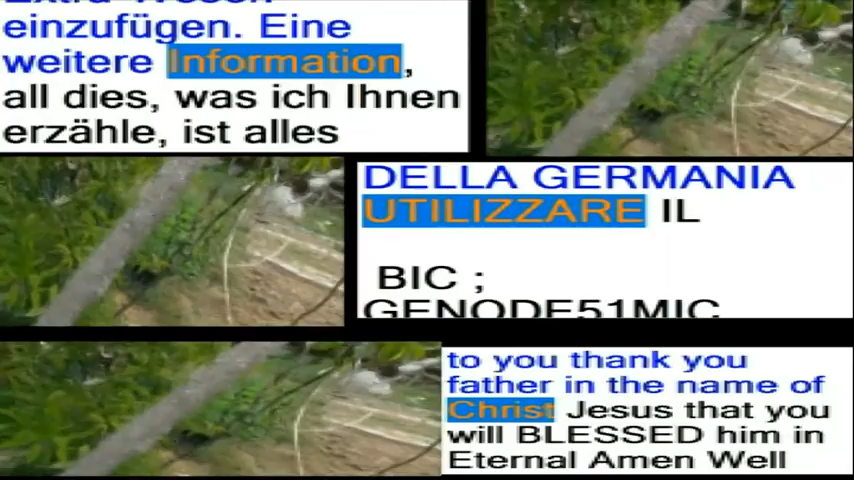 einzufügen. Eine
weitere Information,
all dies, was ich Ihnen
erzähle, ist alles
DELLA GERMANIA
UTILIZZARE IL
BIC ;
GENODE51MIC
to you thank you
father in the name of
Christ Jesus that you
will BLESSED him in
Eternal Amen Well